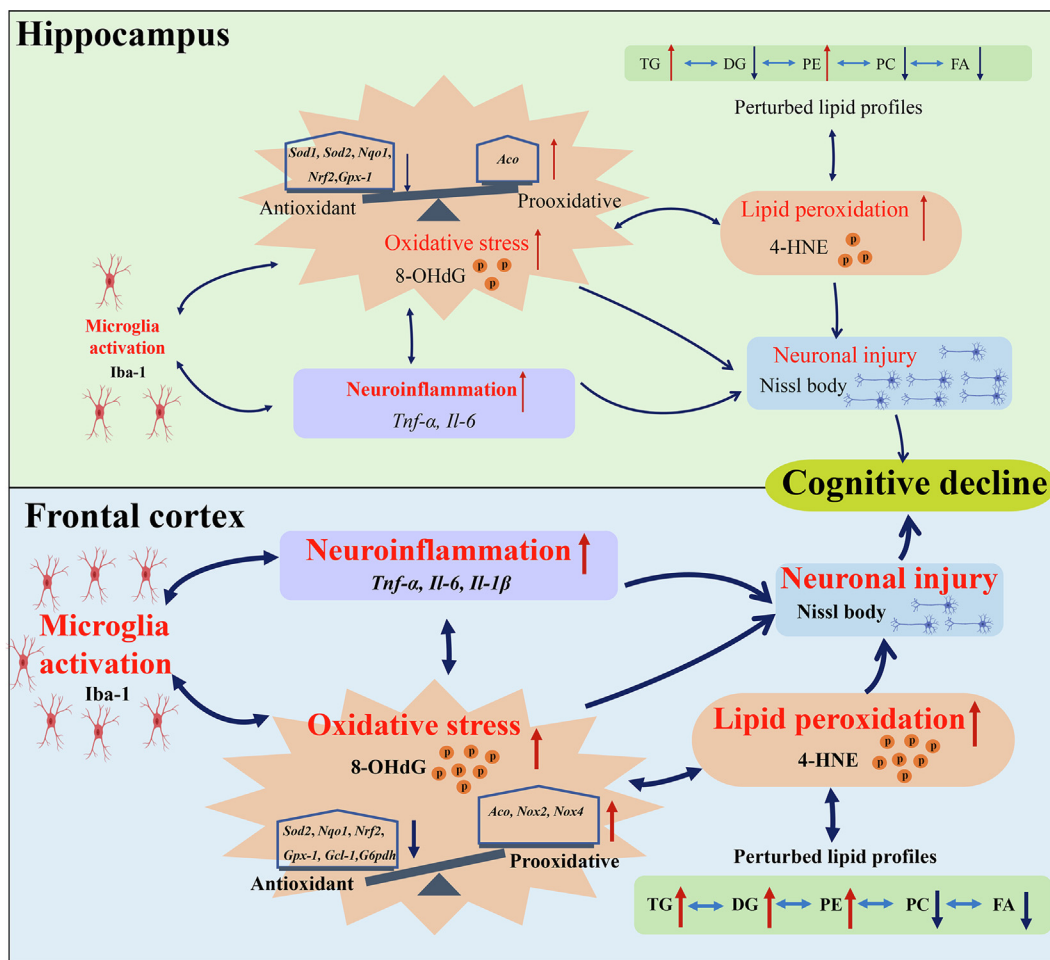 Hippocampus
TG DG PE PC FA
Perturbed lipid profiles
Sod1, Sod2, Nqo1,
Nrf2,Gpx-1
Aco
Antioxidant
Prooxidative
Oxidative stress
8-OHdG
p p
p
Lipid peroxidation
4-HNE
p
p p
Microglia
activation
Iba-1
Neuroinflammation
Tnf-α, Il-6
Neuronal injury
Nissl body
Cognitive decline
Frontal cortex
Neuroinflammation
Tnf-α, Il-6, Il-1β
Microglia
activation
Iba-1
Neuronal injury
Nissl body
Oxidative stress
8-OHdG
p p p
p p p
p
Lipid peroxidation
4-HNE
p p p
p p p
p
Sod2, Nqo1, Nrf2,
Gpx-1, Gcl-1,G6pdh
Aco, Nox2, Nox4
Antioxidant
Prooxidative
Perturbed lipid profiles
TG DG PE PC FA